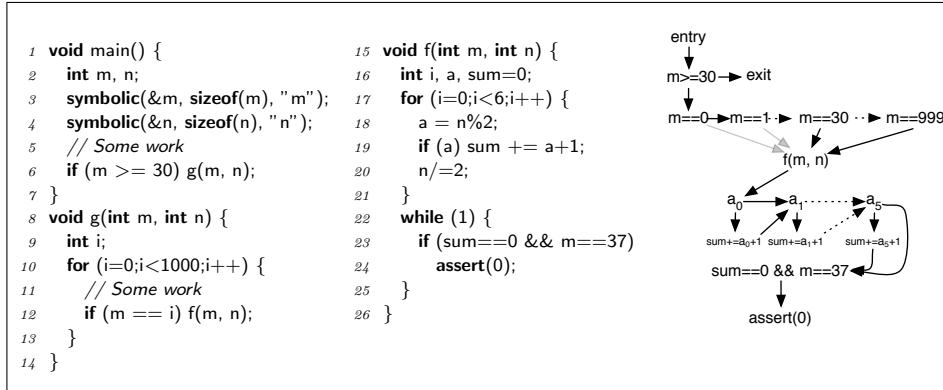 1 void main() {
2 int m, n;
3 symbolic(&m, sizeof(m), "m");
4 symbolic(&n, sizeof(n), "n");
5 // Some work
6 if (m >= 30) g(m, n);
7 }
8 void g(int m, int n) {
9 int i;
10 for (i=0;i<1000;i++) {
11 // Some work
12 if (m == i) f(m, n);
13 }
14 }
15 void f(int m, int n) {
16 int i, a, sum=0;
17 for (i=0;i<6;i++) {
18 a = n%2;
19 if (a) sum += a+1;
20 n/=2;
21 }
22 while (1) {
23 if (sum==0 && m==37)
24 assert(0);
25 }
26 }
entry
m>=30 exit
m==0 m==1 m==30 m==999
f(m, n)
a0 a1 a5
sum+=a0+1 sum+=a1+1 sum+=a5+1
sum==0 && m==37
assert(0)